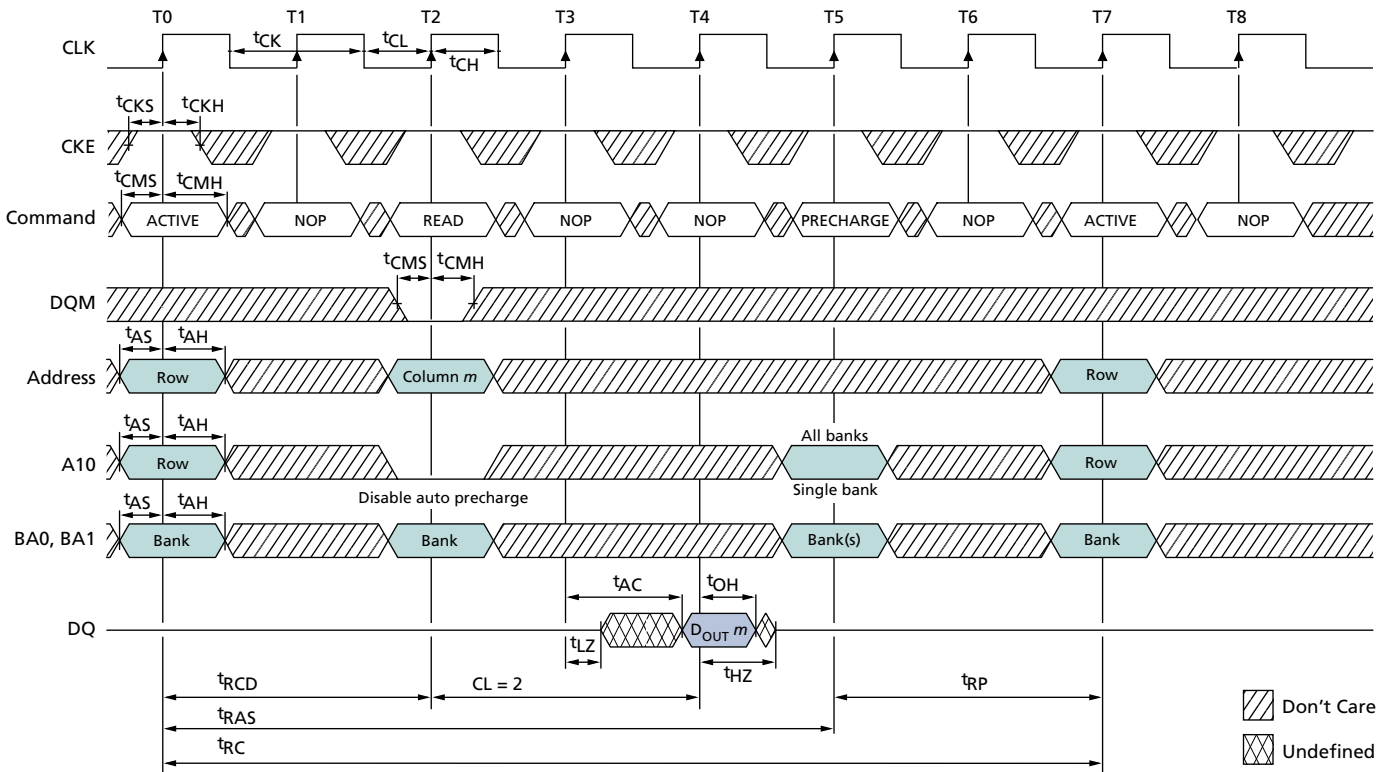 T0 T1 T2 T3 T4 T5 T6 T7 T8
CLK tCK tCL tCH
tCKS tCKH
CKE
tCMS tCMH
Command ACTIVE NOP READ NOP NOP PRECHARGE NOP ACTIVE NOP
tCMS tCMH
DQM
tAS tAH
Address Row Column m Row
tAS tAH
All banks
A10 Row Row
Disable auto precharge Single bank
tAS tAH
BA0, BA1 Bank Bank Bank(s) Bank
tAC tOH
DQ DOUT m
tLZ tHZ
tRCD CL = 2 tRP
tRAS
tRC
Don't Care
Undefined